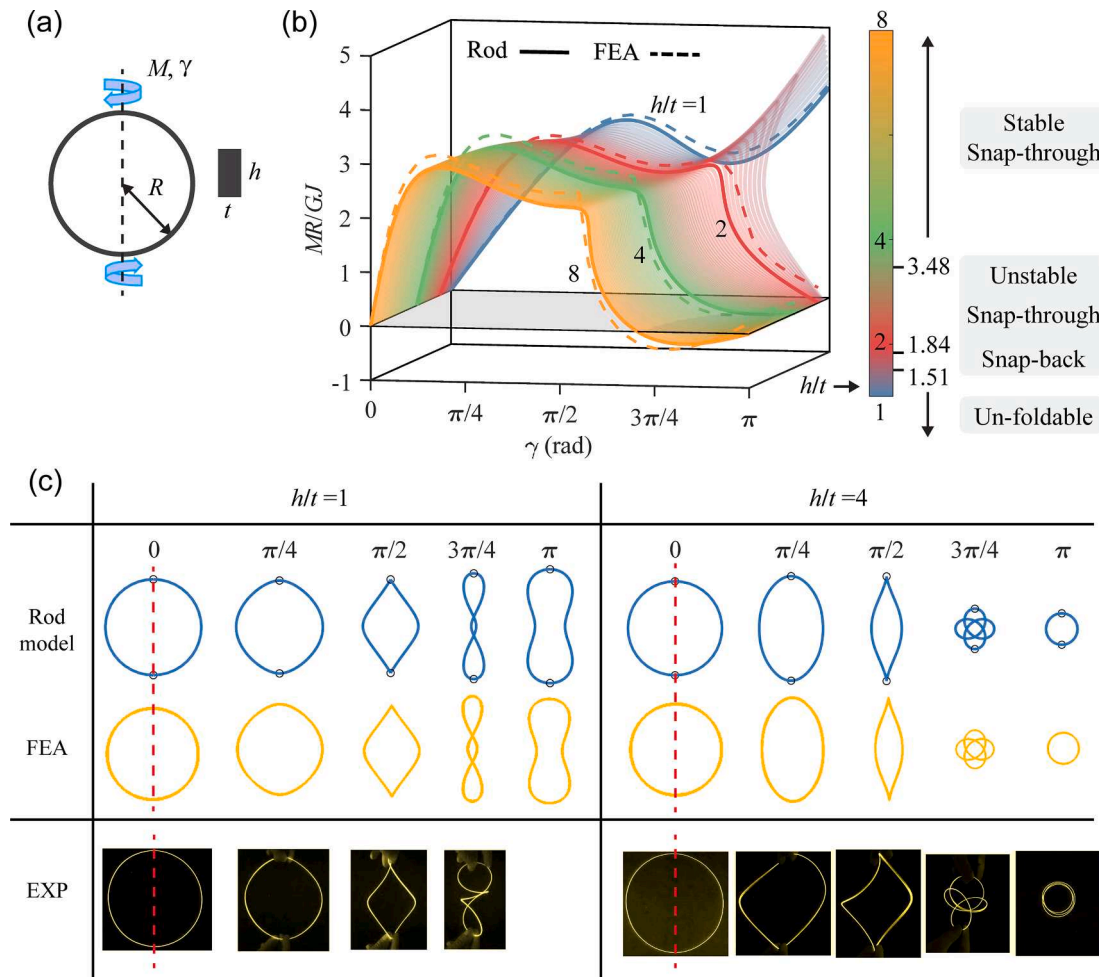 (a)
M, γ
R
h
t
(b)
Rod
FEA
h/t =1
5
4
3
2
1
0
-1
MR/GJ
8
4
2
0
π/4
π/2
3π/4
π
γ (rad)
h/t
8
4
3.48
2
1.84
1.51
1
Stable
Snap-through
Unstable
Snap-through
Snap-back
Un-foldable
(c)
h/t =1
h/t =4
0 π/4 π/2 3π/4 π
0 π/4 π/2 3π/4 π
Rod
model
FEA
EXP